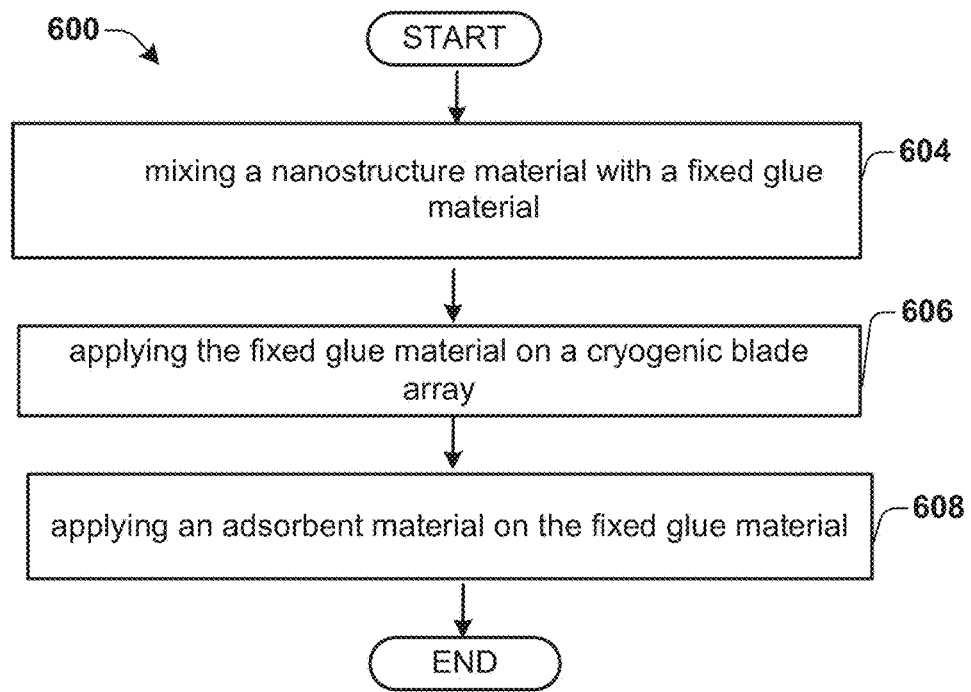 600
START
mixing a nanostructure material with a fixed glue
material
604
applying the fixed glue material on a cryogenic blade
array
606
applying an adsorbent material on the fixed glue material
608
END